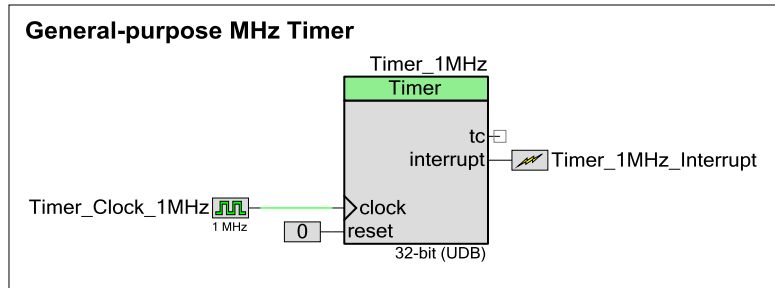 General-purpose MHz Timer
Timer_1MHz
Timer
tc
interrupt
Timer_1MHz_Interrupt
Timer_Clock_1MHz
1 MHz
clock
0
reset
32-bit (UDB)